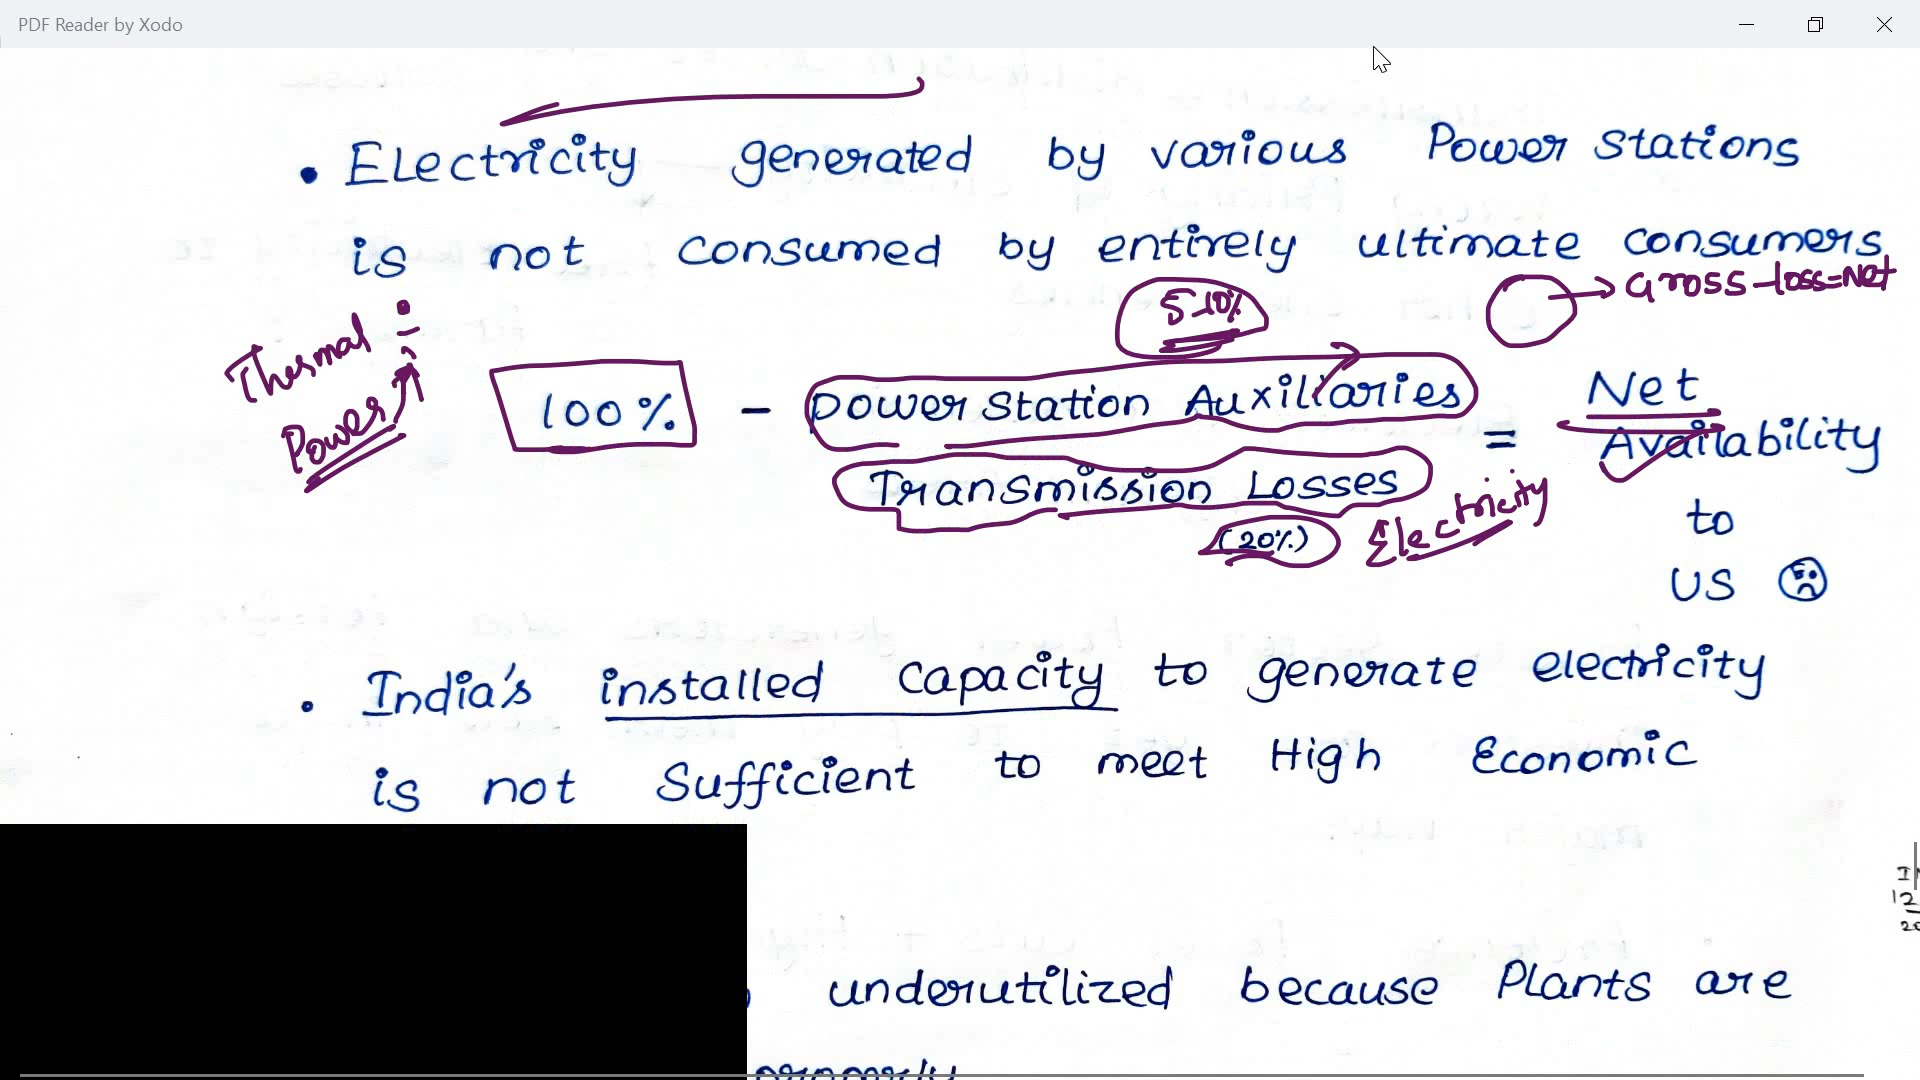 PDF Reader by Xodo
• Electricity generated by various Power Stations
is not consumed by entirely ultimate consumers
Gross-loss=Net
5-10%
Thermal
Power
100% - Power Station Auxiliaries = Net
Availability
Transmission Losses
(20%) Electricity
to
US
• India's installed capacity to generate electricity
is not Sufficient to meet High Economic
underutilized because Plants are